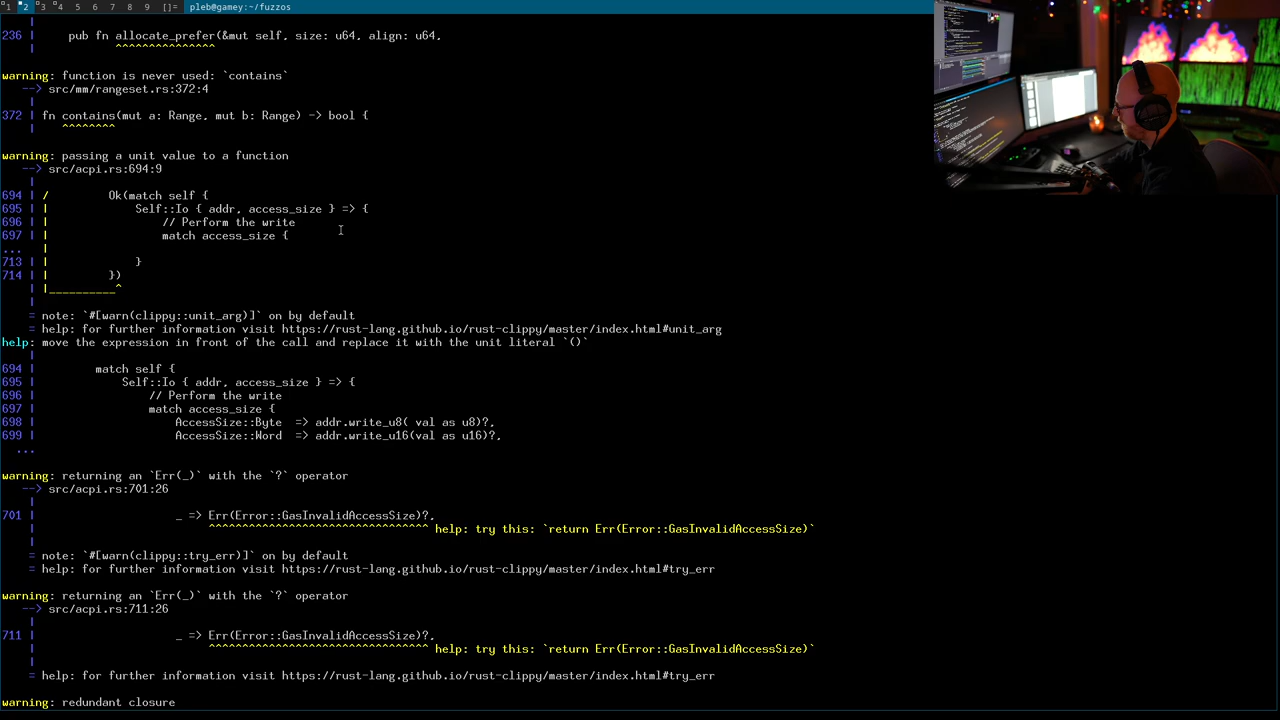 1 2 3 4 5 6 7 8 9 []= pleb@gamey:~/fuzzos
|
236 | pub fn allocate_prefer(&mut self, size: u64, align: u64,
| ^^^^^^^^^^^^^^^
warning: function is never used: `contains`
--> src/mm/rangeset.rs:372:4
|
372 | fn contains(mut a: Range, mut b: Range) -> bool {
| ^^^^^^^^
warning: passing a unit value to a function
--> src/acpi.rs:694:9
|
694 | / Ok(match self {
695 | | Self::Io { addr, access_size } => {
696 | | // Perform the write
697 | | match access_size {
... |
713 | | }
714 | | })
| |__________^
|
= note: `#[warn(clippy::unit_arg)]` on by default
= help: for further information visit https://rust-lang.github.io/rust-clippy/master/index.html#unit_arg
help: move the expression in front of the call and replace it with the unit literal `()`
|
694 | match self {
695 | Self::Io { addr, access_size } => {
696 | // Perform the write
697 | match access_size {
698 | AccessSize::Byte => addr.write_u8( val as u8)?,
699 | AccessSize::Word => addr.write_u16(val as u16)?,
...
warning: returning an `Err(_)` with the `?` operator
--> src/acpi.rs:701:26
|
701 | _ => Err(Error::GasInvalidAccessSize)?,
| ^^^^^^^^^^^^^^^^^^^^^^^^^^^^^^^^^ help: try this: `return Err(Error::GasInvalidAccessSize)`
|
= note: `#[warn(clippy::try_err)]` on by default
= help: for further information visit https://rust-lang.github.io/rust-clippy/master/index.html#try_err
warning: returning an `Err(_)` with the `?` operator
--> src/acpi.rs:711:26
|
711 | _ => Err(Error::GasInvalidAccessSize)?,
| ^^^^^^^^^^^^^^^^^^^^^^^^^^^^^^^^^ help: try this: `return Err(Error::GasInvalidAccessSize)`
|
= help: for further information visit https://rust-lang.github.io/rust-clippy/master/index.html#try_err
warning: redundant closure